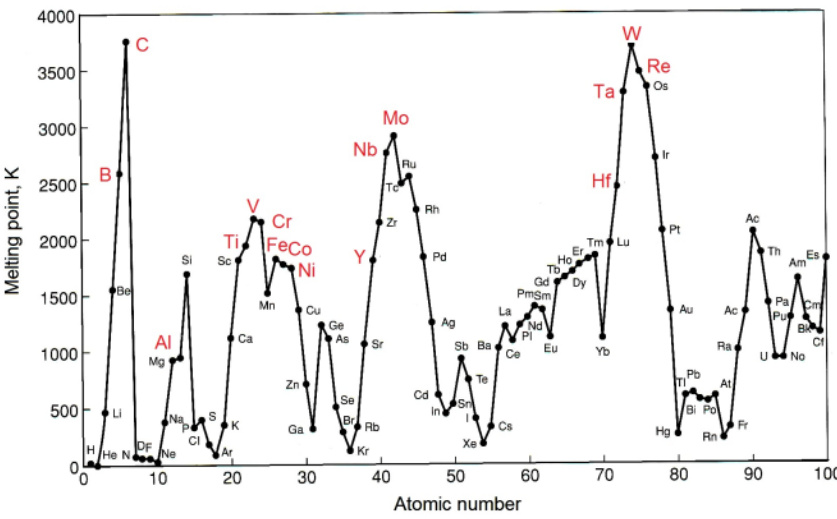 4000
3500
3000
2500
2000
1500
1000
500
0
Melting point, K
0
10
20
30
40
50
60
70
80
90
100
Atomic number
H
He
Li
Be
B
C
N
D
F
Ne
Na
Mg
Al
Si
P
S
Cl
Ar
K
Ca
Sc
Ti
V
Cr
Mn
Fe
Co
Ni
Cu
Zn
Ga
Ge
As
Se
Br
Kr
Rb
Sr
Y
Zr
Nb
Mo
Tc
Ru
Rh
Pd
Ag
Cd
In
Sn
Sb
Te
I
Xe
Cs
Ba
La
Ce
Pl
Nd
Pm
Sm
Eu
Gd
Tb
Dy
Ho
Er
Tm
Yb
Lu
Hf
Ta
W
Re
Os
Ir
Pt
Au
Hg
Tl
Pb
Bi
Po
At
Rn
Fr
Ra
Ac
Ac
Th
Pa
U
No
Pu
Am
Cm
Bk
Cf
Es